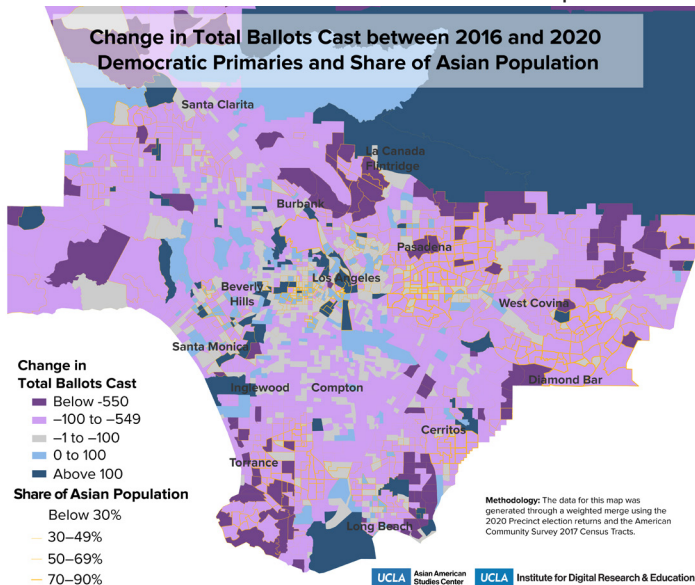 Change in Total Ballots Cast between 2016 and 2020
Democratic Primaries and Share of Asian Population
Santa Clarita
La Canada
Flintridge
Burbank
Pasadena
Los Angeles
Beverly
Hills
West Covina
Santa Monica
Diamond Bar
Inglewood
Compton
Cerritos
Torrance
Long Beach
Change in
Total Ballots Cast
Below -550
–100 to –549
–1 to –100
0 to 100
Above 100
Share of Asian Population
Below 30%
30–49%
50–69%
70–90%
Methodology: The data for this map was
generated through a weighted merge using the
2020 Precinct election returns and the American
Community Survey 2017 Census Tracts.
UCLA Asian American
Studies Center
UCLA Institute for Digital Research & Education